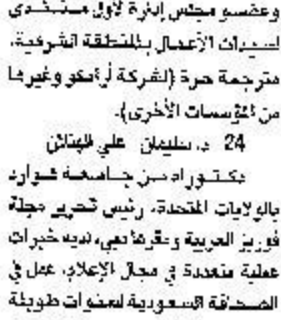 وعضو مجلس إدارة لأول منتدى
لسيدات الأعمال بالمنطقة الشرقية،
مترجمة حرة (لشركة أرامكو وغيرها
من المؤسسات الأخرى).
24 د. سليمان علي الهتلان
دكتوراه من جامعة هوارد
بالولايات المتحدة، رئيس تحرير مجلة
فوربز العربية ومقرها دبي، لديه خبرات
عملية متعددة في مجال الإعلام، عمل في
الصحافة السعودية لسنوات طويلة